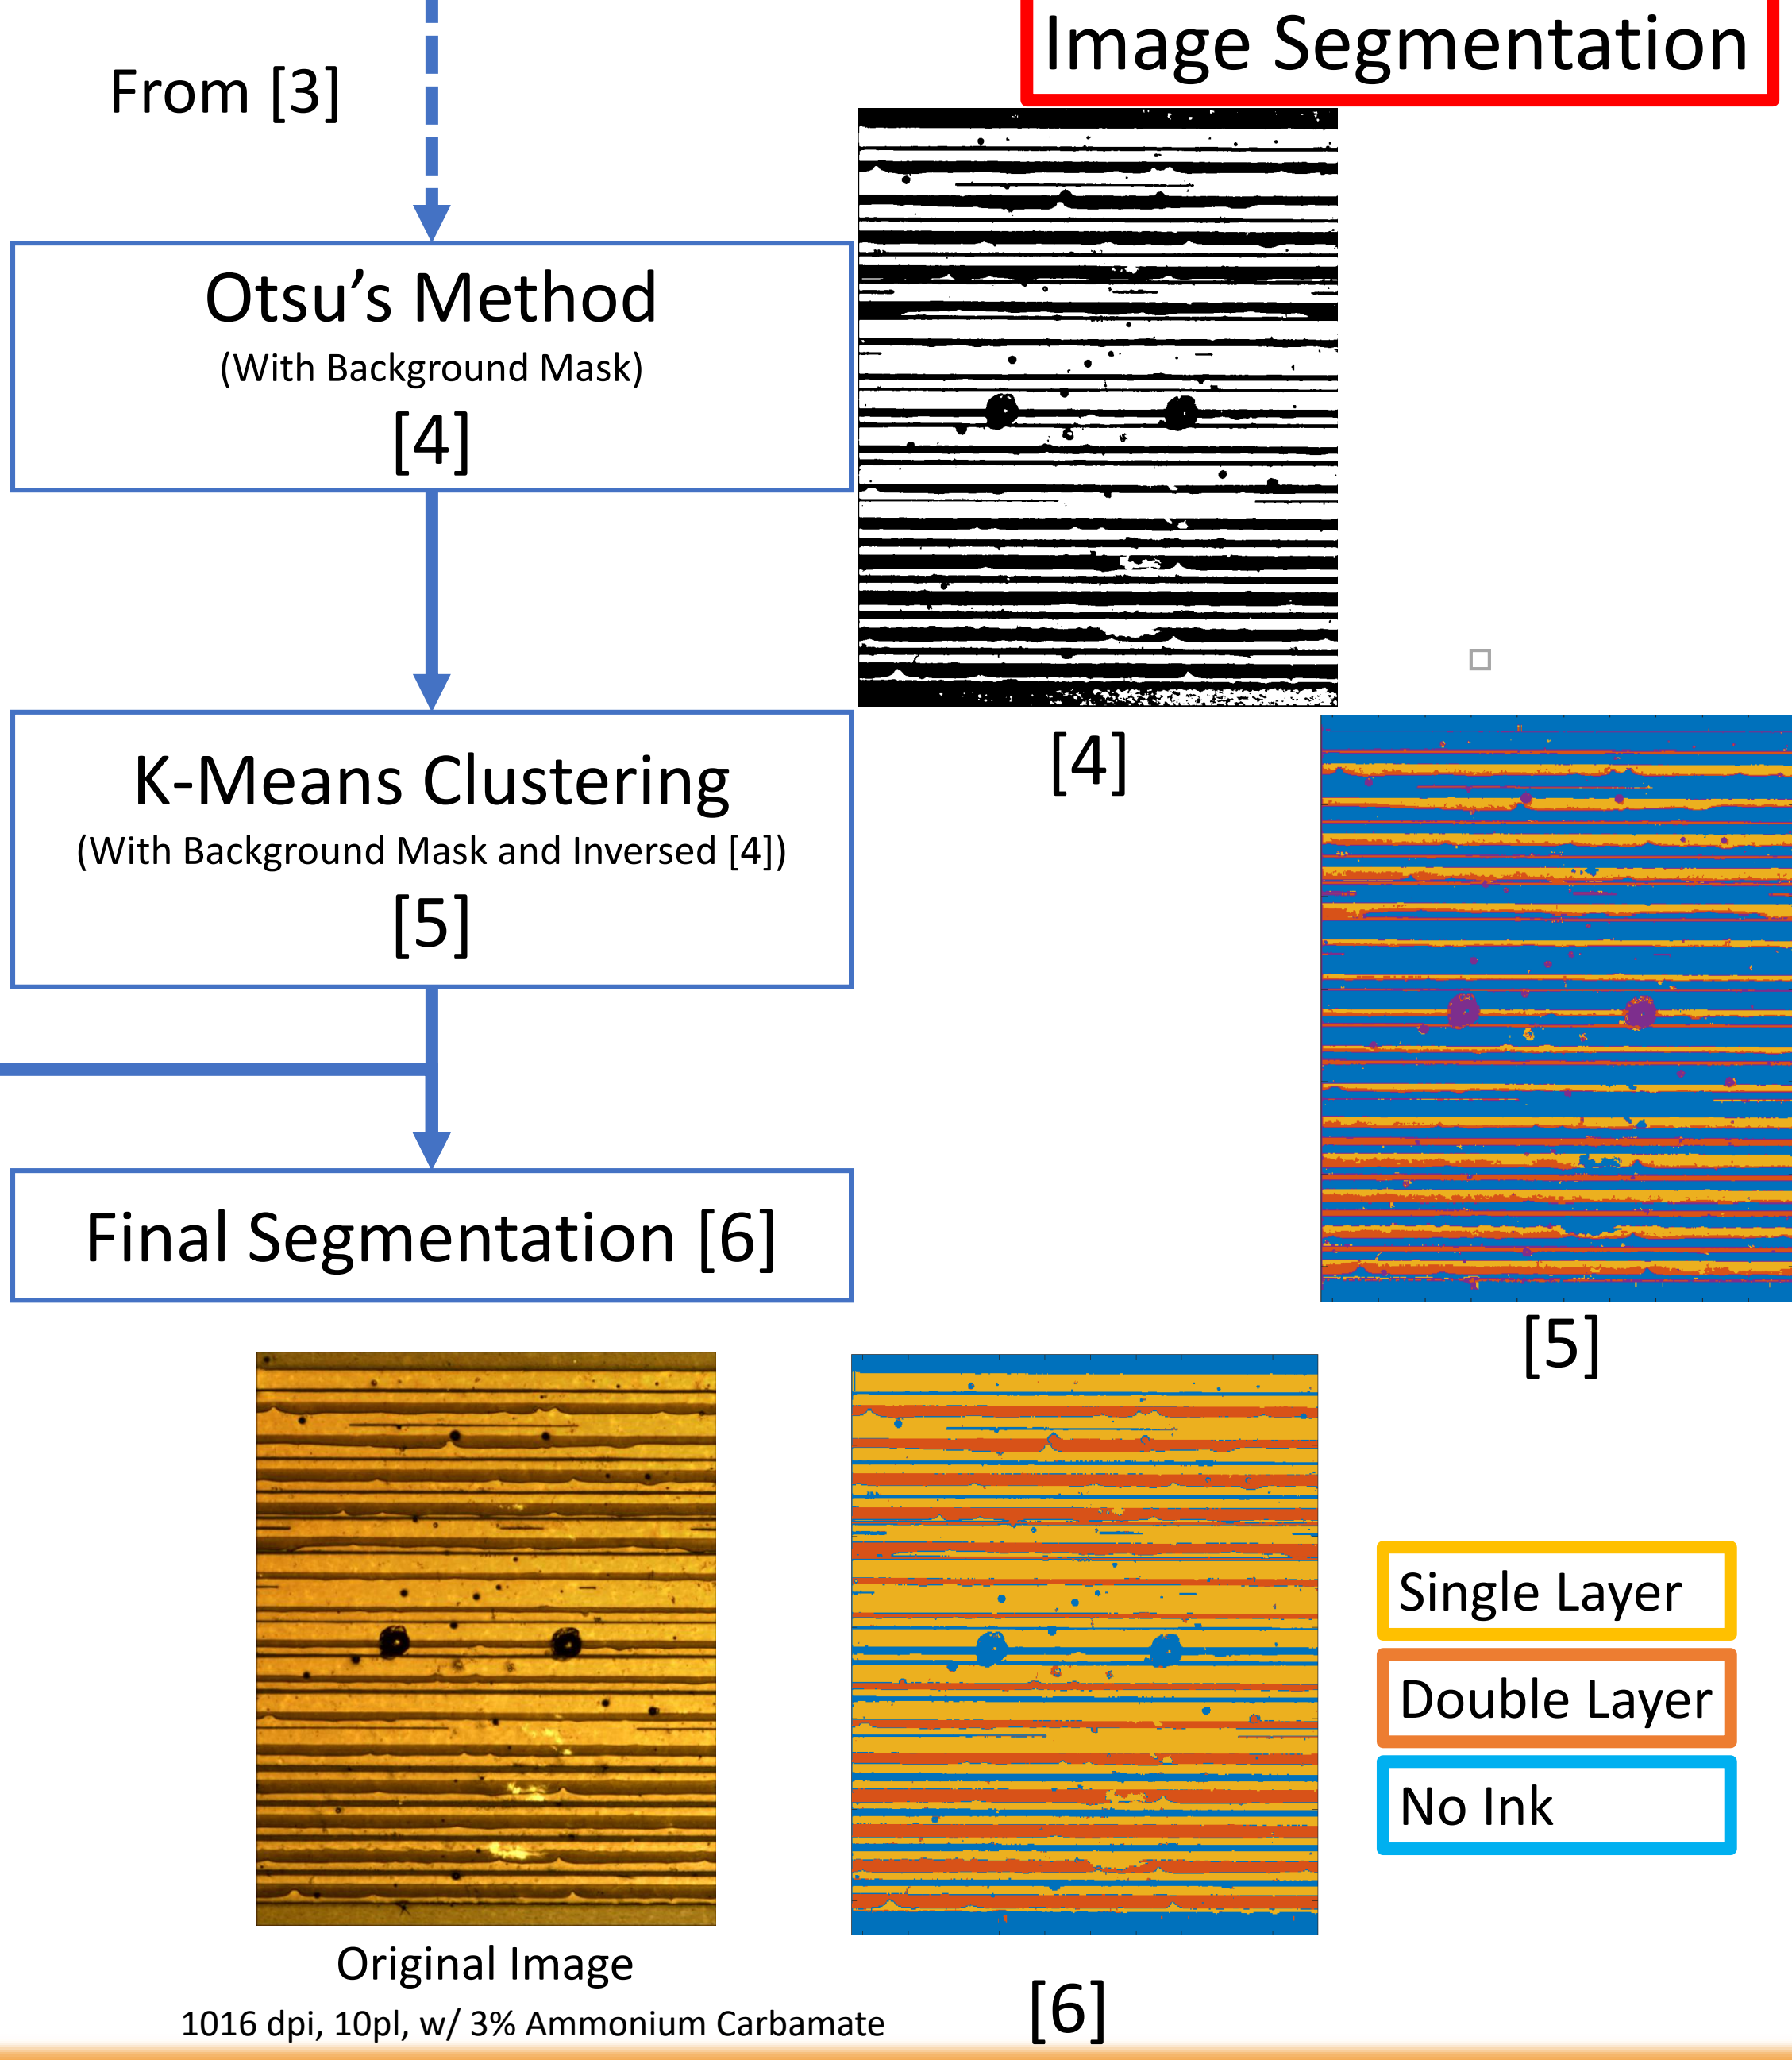 Image Segmentation
From [3]
Otsu’s Method
(With Background Mask)
[4]
[4]
K-Means Clustering
(With Background Mask and Inversed [4])
[5]
[5]
Final Segmentation [6]
Single Layer
Double Layer
No Ink
Original Image
1016 dpi, 10pl, w/ 3% Ammonium Carbamate
[6]